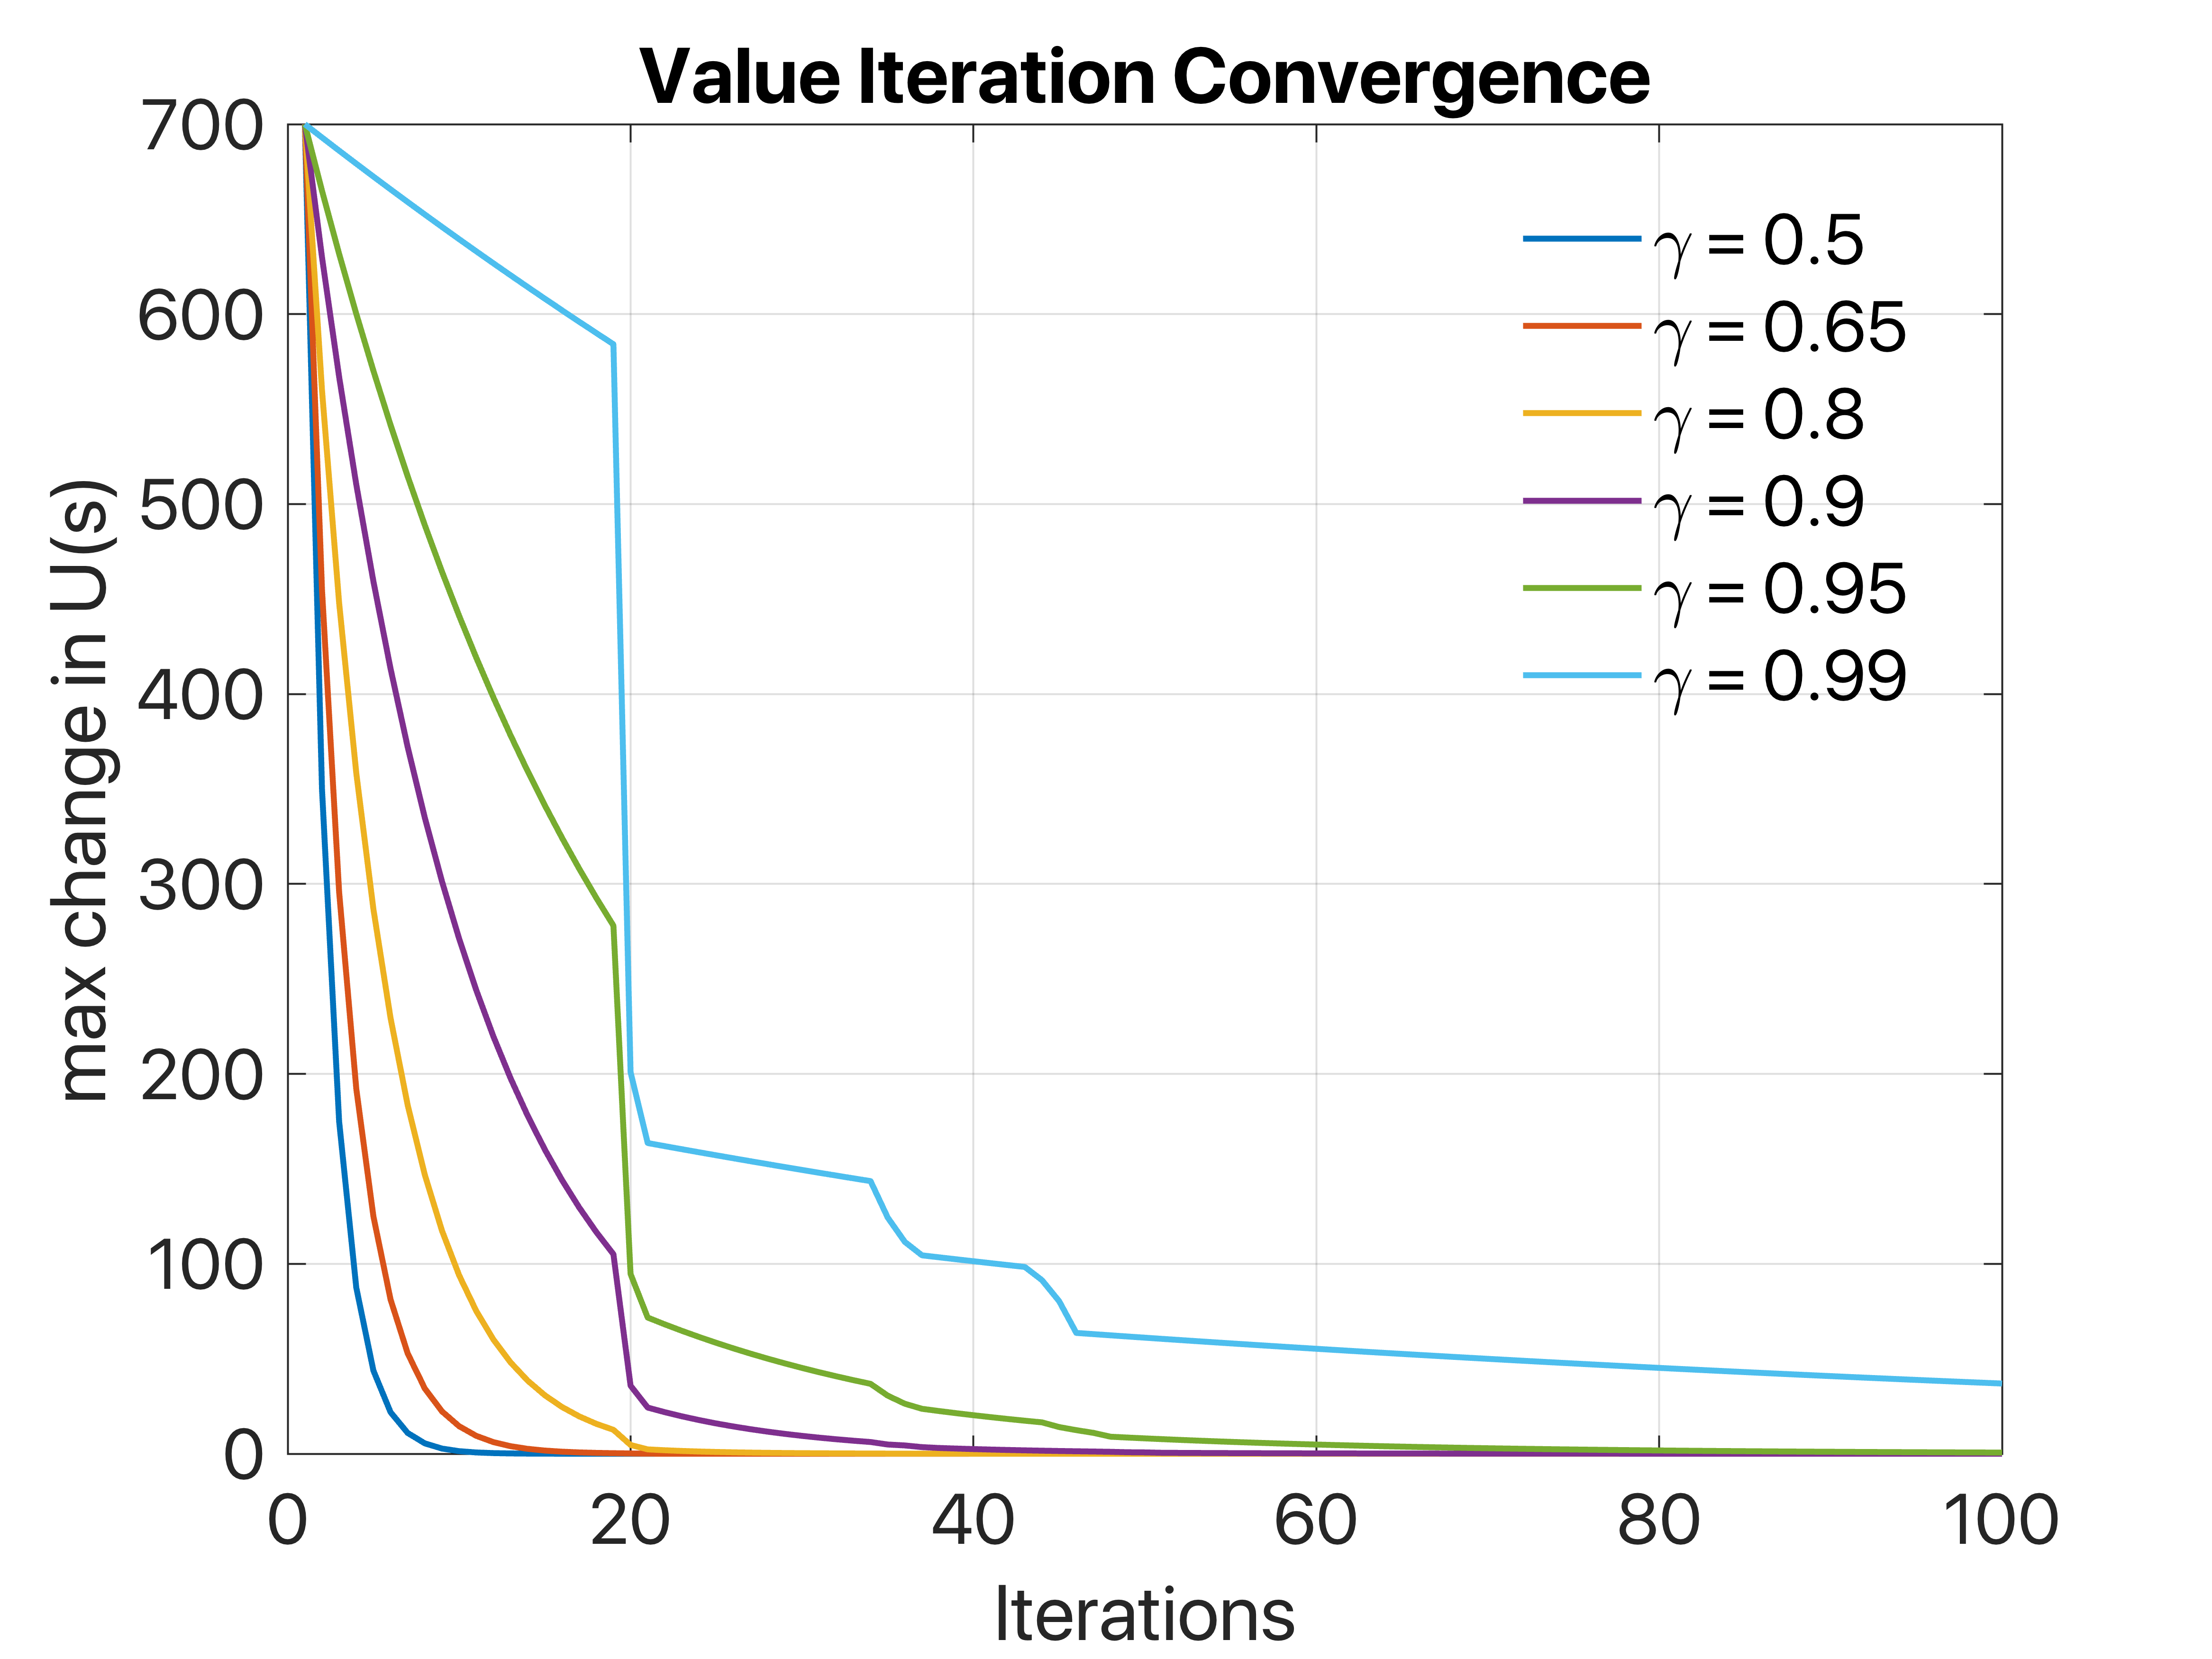 Value Iteration Convergence
700
600
500
400
300
200
100
0
max change in U(s)
γ = 0.5
γ = 0.65
γ = 0.8
γ = 0.9
γ = 0.95
γ = 0.99
0 20 40 60 80 100
Iterations